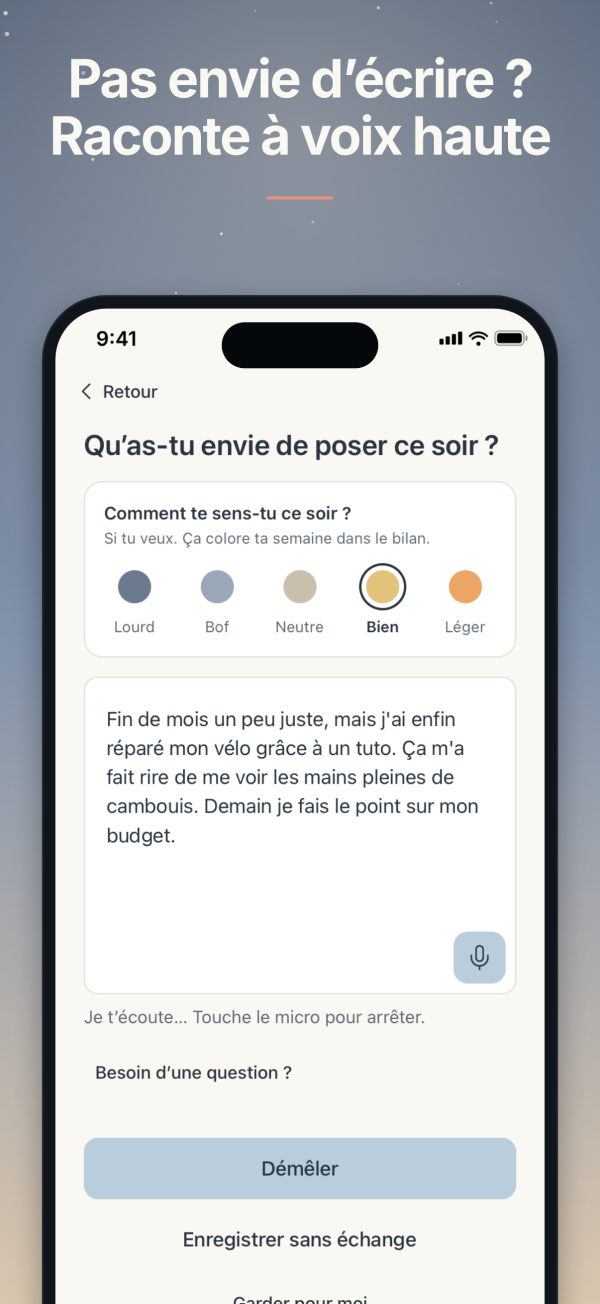 Pas envie d’écrire ?
Raconte à voix haute
9:41
Retour
Qu’as-tu envie de poser ce soir ?
Comment te sens-tu ce soir ?
Si tu veux. Ça colore ta semaine dans le bilan.
Lourd Bof Neutre Bien Léger
Fin de mois un peu juste, mais j'ai enfin
réparé mon vélo grâce à un tuto. Ça m'a
fait rire de me voir les mains pleines de
cambouis. Demain je fais le point sur mon
budget.
Je t’écoute... Touche le micro pour arrêter.
Besoin d’une question ?
Démêler
Enregistrer sans échange
Garder pour moi